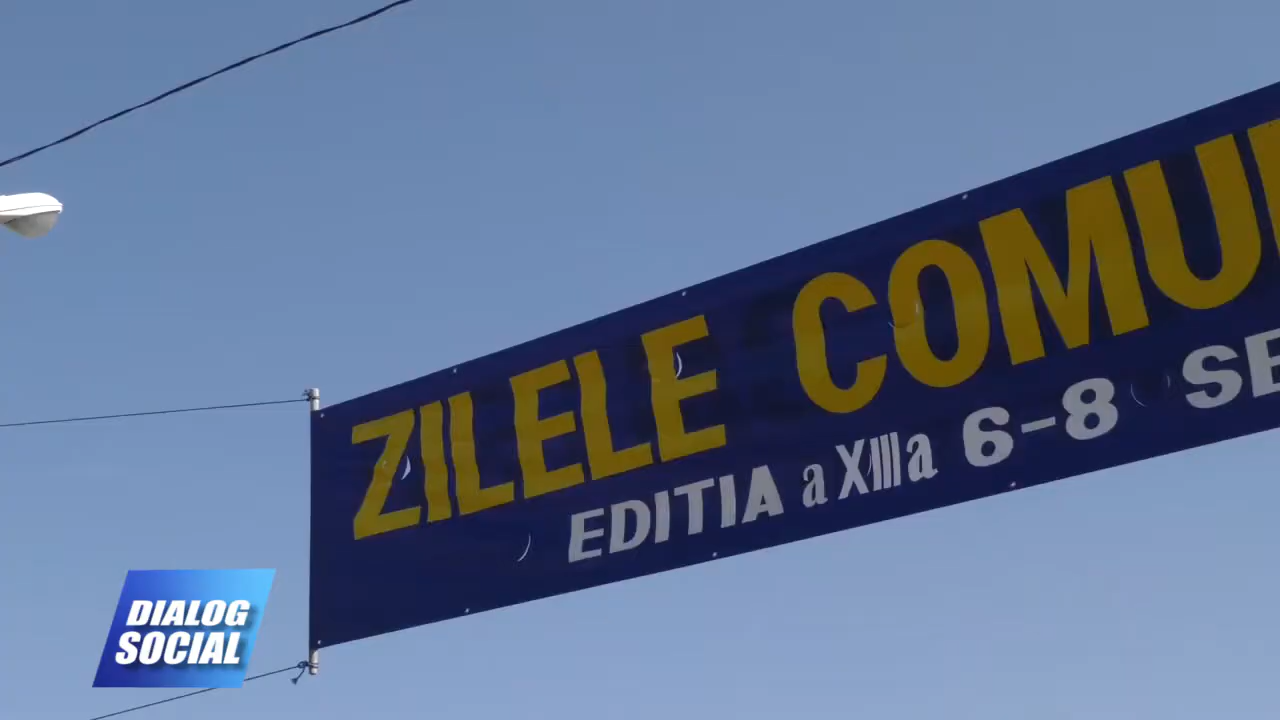 ZILELE COMU
EDITIA a XIIIa 6-8 SE
DIALOG
SOCIAL